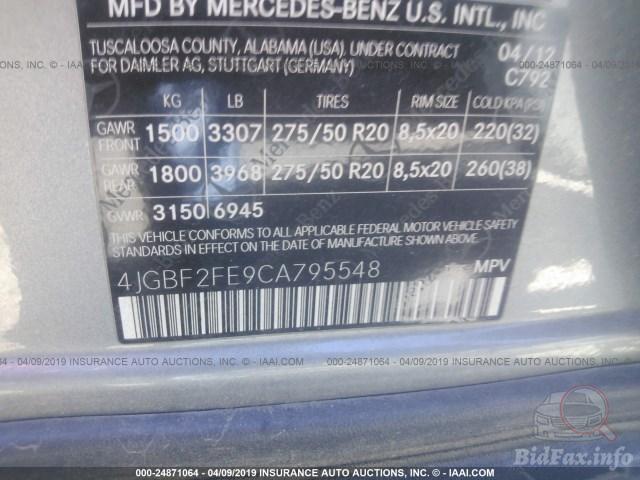 MFD BY MERCEDES-BENZ U.S. INTL., INC
TUSCALOOSA COUNTY, ALABAMA (USA). UNDER CONTRACT
FOR DAIMLER AG, STUTTGART (GERMANY)
04/12
C792
KG LB TIRES RIM SIZE COLD KPA (PSI)
GAWR FRONT 1500 3307 275/50 R20 8,5x20 220(32)
GAWR REAR 1800 3968 275/50 R20 8,5x20 260(38)
GVWR 3150 6945
THIS VEHICLE CONFORMS TO ALL APPLICABLE FEDERAL MOTOR VEHICLE SAFETY
STANDARDS IN EFFECT ON THE DATE OF MANUFACTURE SHOWN ABOVE
4JGBF2FE9CA795548 MPV
000-24871064 - 04/09/2019 INSURANCE AUTO AUCTIONS, INC. © - IAAI.COM
BidFax.info